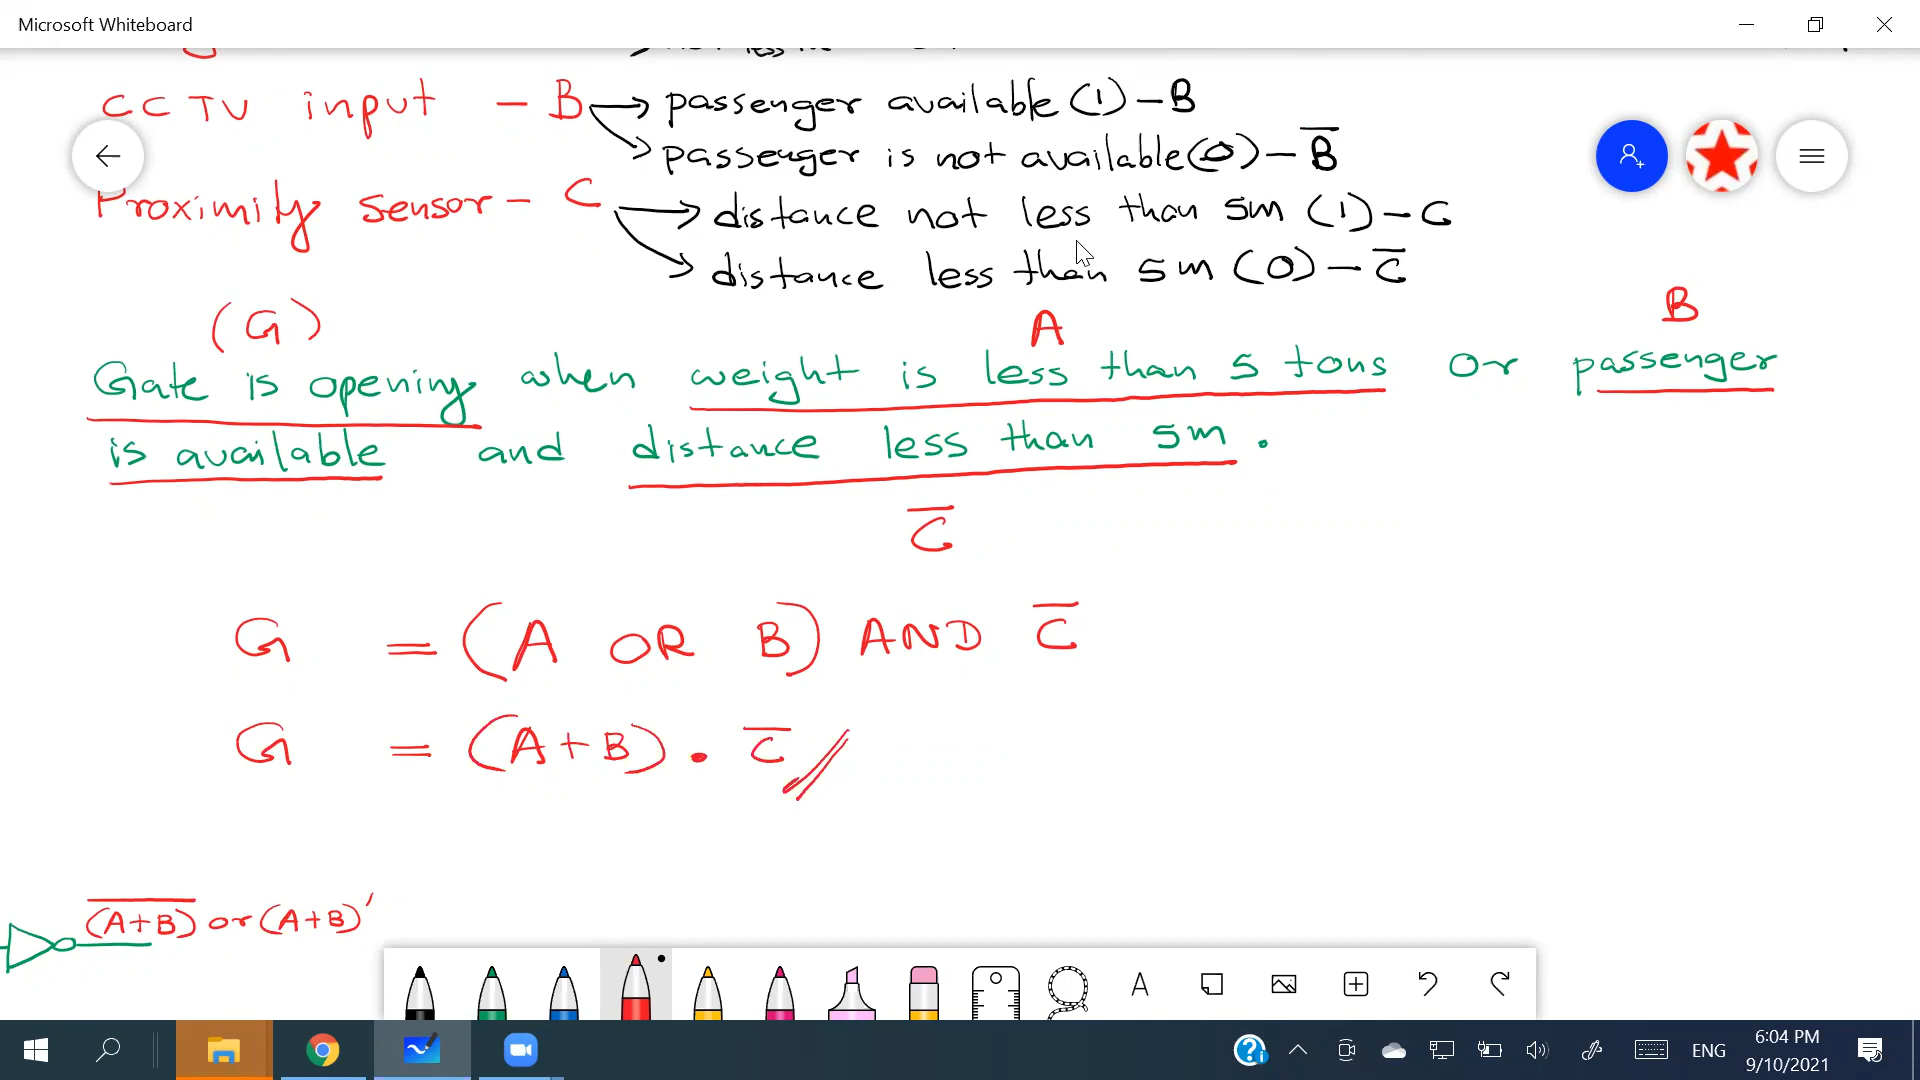 Microsoft Whiteboard
CCTV input - B → passenger available (1) - B
passenger is not available (0) - B̅
Proximity sensor - C → distance not less than 5m (1) - C
distance less than 5m (0) - C̅
(G) A B
Gate is opening when weight is less than 5 tons or passenger
is available and distance less than 5m.
C̅
G = (A OR B) AND C̅
G = (A+B) . C̅ //
(A+B)̅ or (A+B)'
A
ENG
6:04 PM
9/10/2021